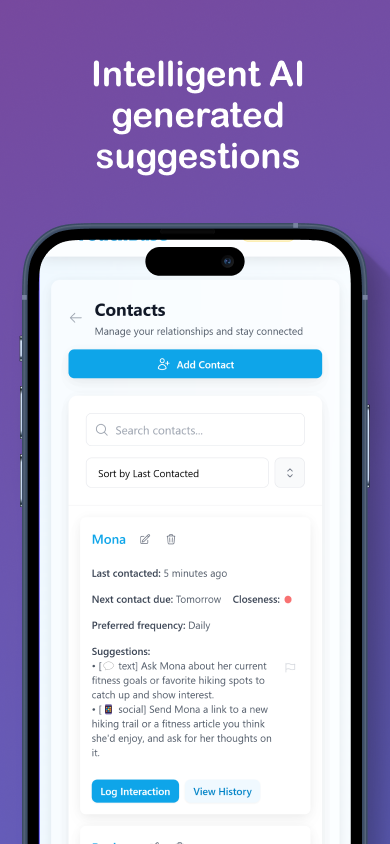 Intelligent AI
generated
suggestions
Contacts
Manage your relationships and stay connected
Add Contact
Search contacts...
Sort by Last Contacted
Mona
Last contacted: 5 minutes ago
Next contact due: Tomorrow Closeness:
Preferred frequency: Daily
Suggestions:
• [💬 text] Ask Mona about her current
fitness goals or favorite hiking spots to
catch up and show interest.
• [📱 social] Send Mona a link to a new
hiking trail or a fitness article you think
she'd enjoy, and ask for her thoughts on
it.
Log Interaction
View History